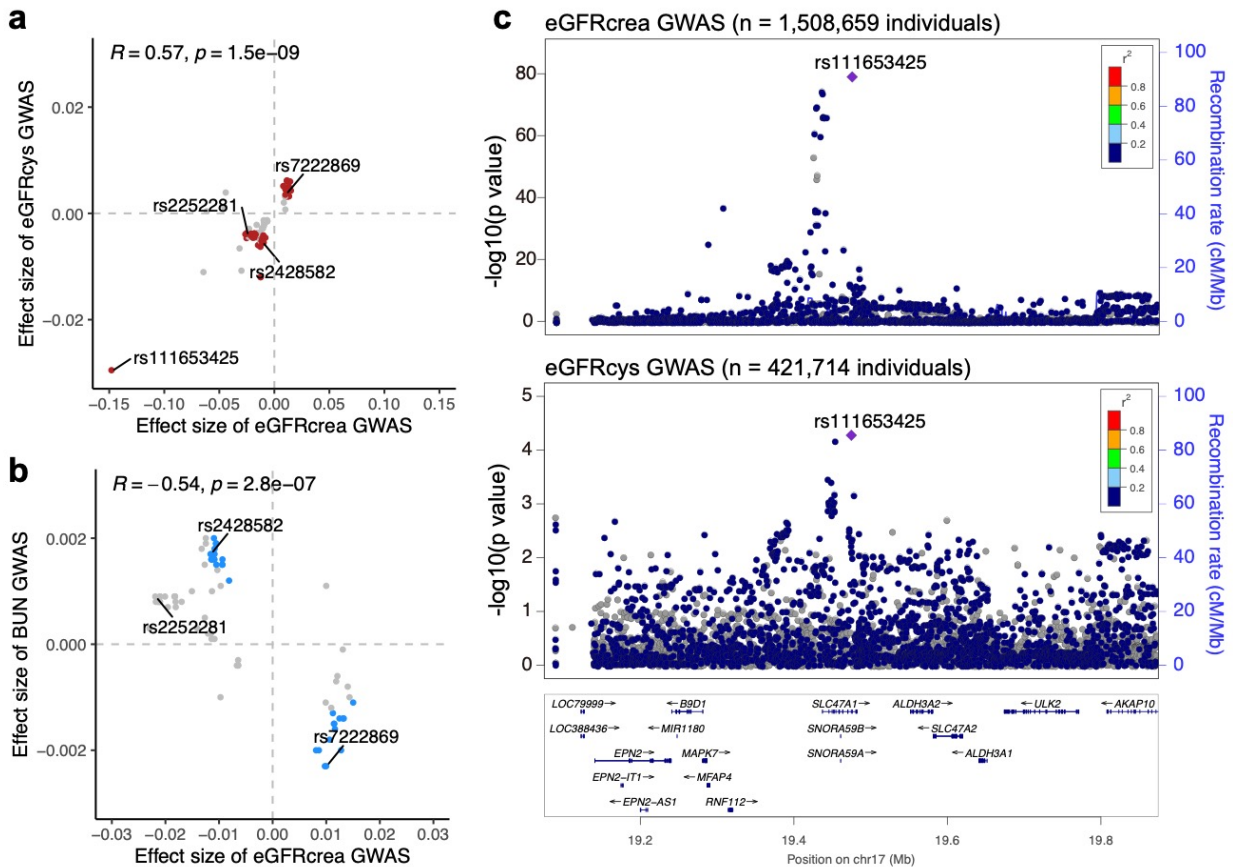 a
R = 0.57, p = 1.5e−09
0.02
0.00
−0.02
Effect size of eGFRcys GWAS
rs7222869
rs2252281
rs2428582
rs111653425
−0.15 −0.10 −0.05 0.00 0.05 0.10 0.15
Effect size of eGFRcrea GWAS
b
R = −0.54, p = 2.8e−07
0.002
0.000
−0.002
Effect size of BUN GWAS
rs2428582
rs2252281
rs7222869
−0.03 −0.02 −0.01 0.00 0.01 0.02 0.03
Effect size of eGFRcrea GWAS
c
eGFRcrea GWAS (n = 1,508,659 individuals)
rs111653425
80
60
40
20
0
-log10(p value)
r2
0.8
0.6
0.4
0.2
100
80
60
40
20
0
Recombination rate (cM/Mb)
eGFRcys GWAS (n = 421,714 individuals)
rs111653425
5
4
3
2
1
0
-log10(p value)
r2
0.8
0.6
0.4
0.2
100
80
60
40
20
0
Recombination rate (cM/Mb)
LOC79999→ ←B9D1 SLC47A1→ ALDH3A2→ ←ULK2 ←AKAP10
LOC388436→ ←MIR1180 SNORA59B→ ←SLC47A2
EPN2→ MAPK7→ SNORA59A→ ←ALDH3A1
EPN2−IT1→ ←MFAP4
←EPN2−AS1 RNF112→
19.2 19.4 19.6 19.8
Position on chr17 (Mb)